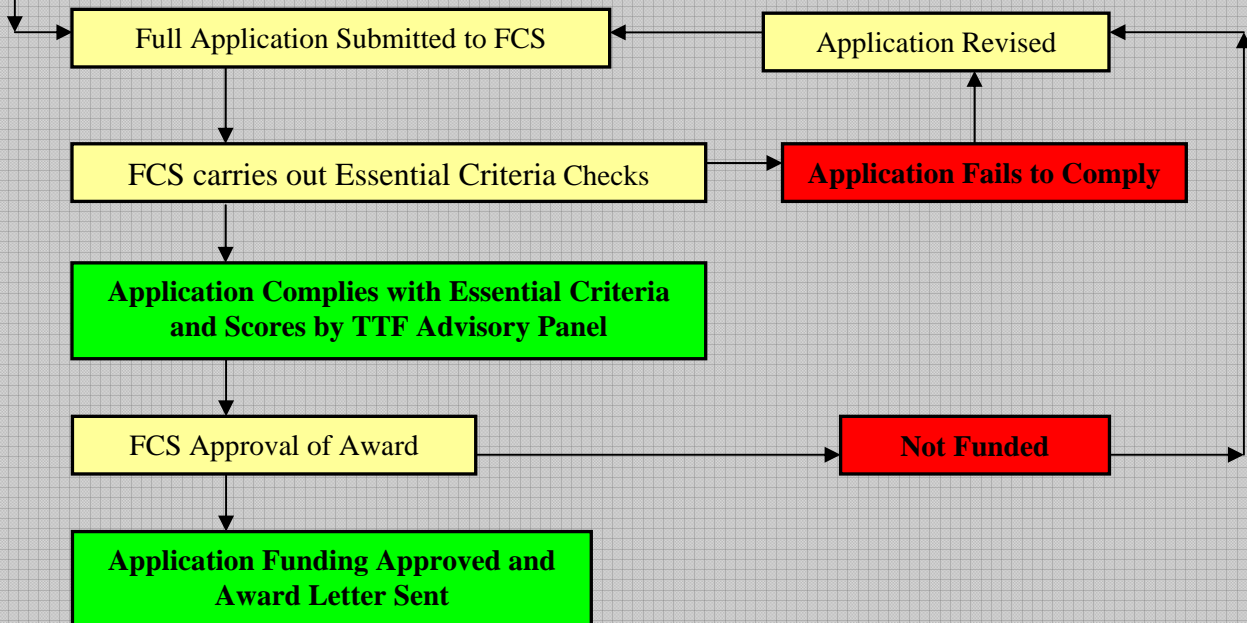 Full Application Submitted to FCS
Application Revised
FCS carries out Essential Criteria Checks
Application Fails to Comply
Application Complies with Essential Criteria
and Scores by TTF Advisory Panel
FCS Approval of Award
Not Funded
Application Funding Approved and
Award Letter Sent